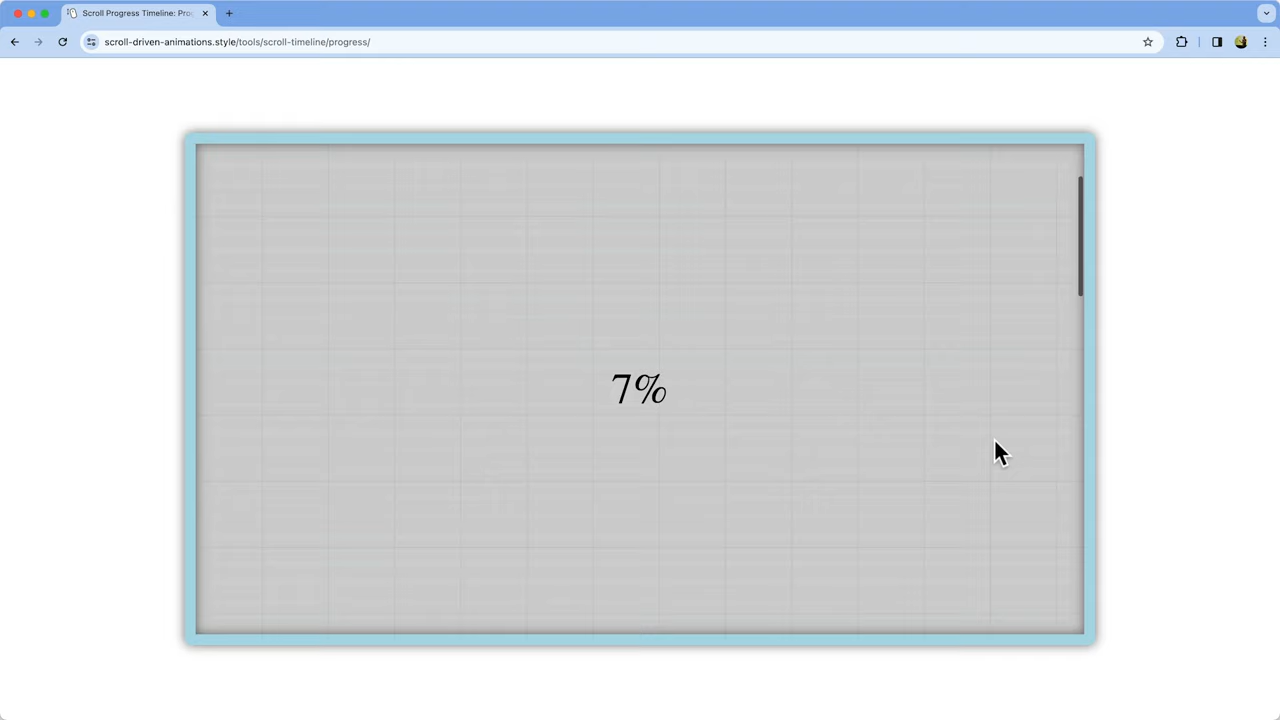 Scroll Progress Timeline: Pro
scroll-driven-animations.style/tools/scroll-timeline/progress/
7%